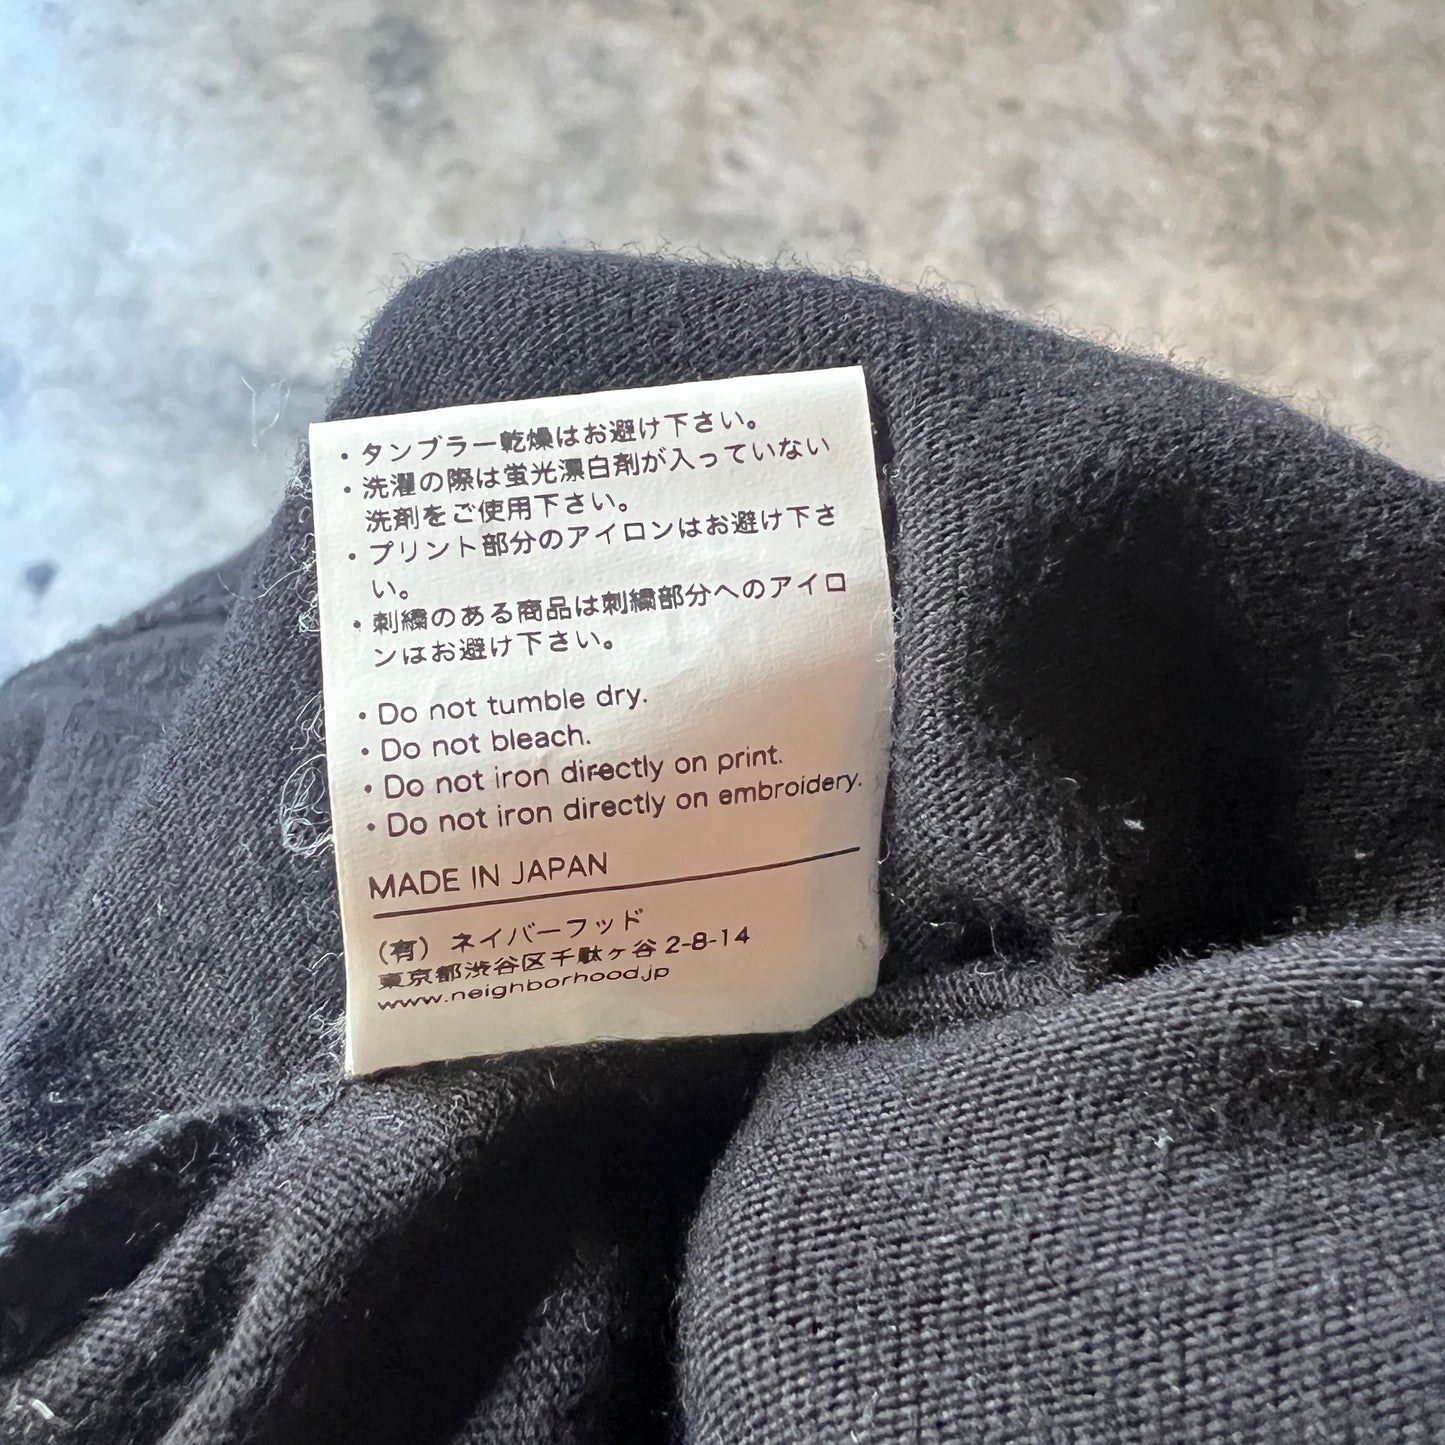 ・タンブラー乾燥はお避け下さい。
・洗濯の際は蛍光漂白剤が入っていない
洗剤をご使用下さい。
・プリント部分のアイロンはお避け下さ
い。
・刺繍のある商品は刺繍部分へのアイロ
ンはお避け下さい。
・Do not tumble dry.
・Do not bleach.
・Do not iron directly on print.
・Do not iron directly on embroidery.
MADE IN JAPAN
(有) ネイバーフッド
東京都渋谷区千駄ヶ谷 2-8-14
www.neighborhood.jp